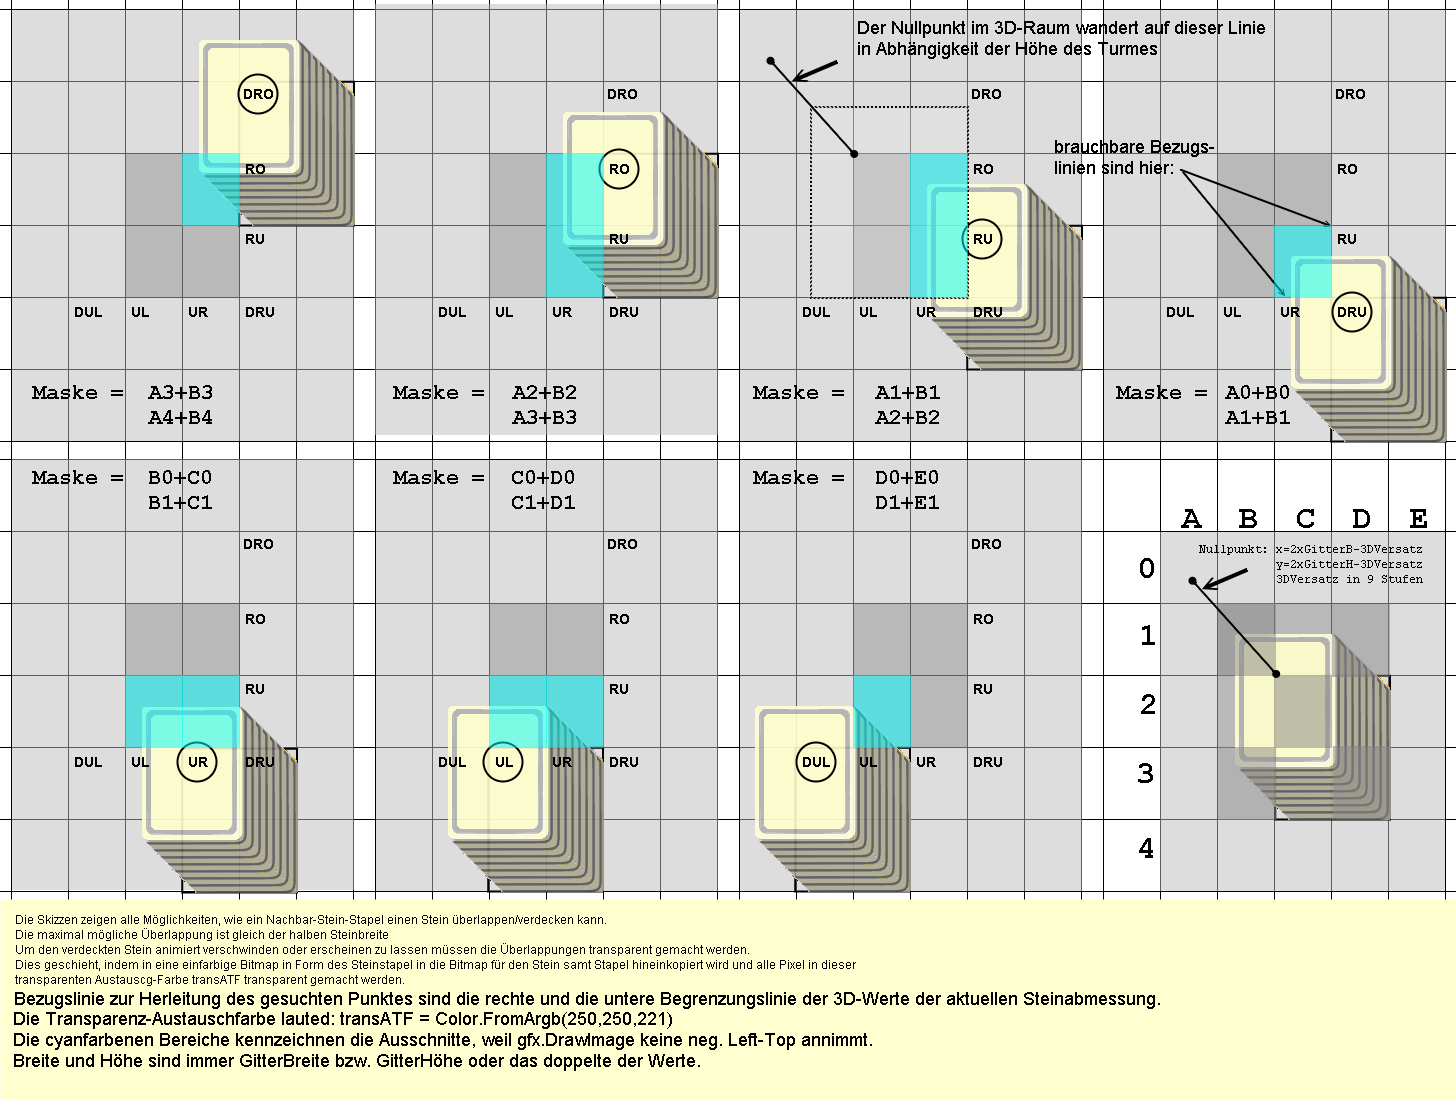 Der Nullpunkt im 3D-Raum wandert auf dieser Linie
in Abhängigkeit der Höhe des Turmes
DRO
RO
RU
DUL UL UR DRU
Maske = A3+B3
A4+B4
DRO
RO
RU
DUL UL UR DRU
Maske = A2+B2
A3+B3
DRO
RO
RU
DUL UL UR DRU
Maske = A1+B1
A2+B2
DRO
brauchbare Bezugs-
linien sind hier:
RO
RU
DUL UL UR DRU
Maske = A0+B0
A1+B1
Maske = B0+C0
B1+C1
DRO
RO
RU
DUL UL UR DRU
Maske = C0+D0
C1+D1
DRO
RO
RU
DUL UL UR DRU
Maske = D0+E0
D1+E1
DRO
RO
RU
DUL UL UR DRU
A B C D E
Nullpunkt: x=2xGitterB-3DVersatz
y=2xGitterH-3DVersatz
3DVersatz in 9 Stufen
0
1
2
3
4
Die Skizzen zeigen alle Möglichkeiten, wie ein Nachbar-Stein-Stapel einen Stein überlappen/verdecken kann.
Die maximal mögliche Überlappung ist gleich der halben Steinbreite
Um den verdeckten Stein animiert verschwinden oder erscheinen zu lassen müssen die Überlappungen transparent gemacht werden.
Dies geschieht, indem in eine einfarbige Bitmap in Form des Steinstapel in die Bitmap für den Stein samt Stapel hineinkopiert wird und alle Pixel in dieser
transparenten Austauscg-Farbe transATF transparent gemacht werden.
Bezugslinie zur Herleitung des gesuchten Punktes sind die rechte und die untere Begrenzungslinie der 3D-Werte der aktuellen Steinabmessung.
Die Transparenz-Austauschfarbe lauted: transATF = Color.FromArgb(250,250,221)
Die cyanfarbenen Bereiche kennzeichnen die Ausschnitte, weil gfx.DrawImage keine neg. Left-Top annimmt.
Breite und Höhe sind immer GitterBreite bzw. GitterHöhe oder das doppelte der Werte.